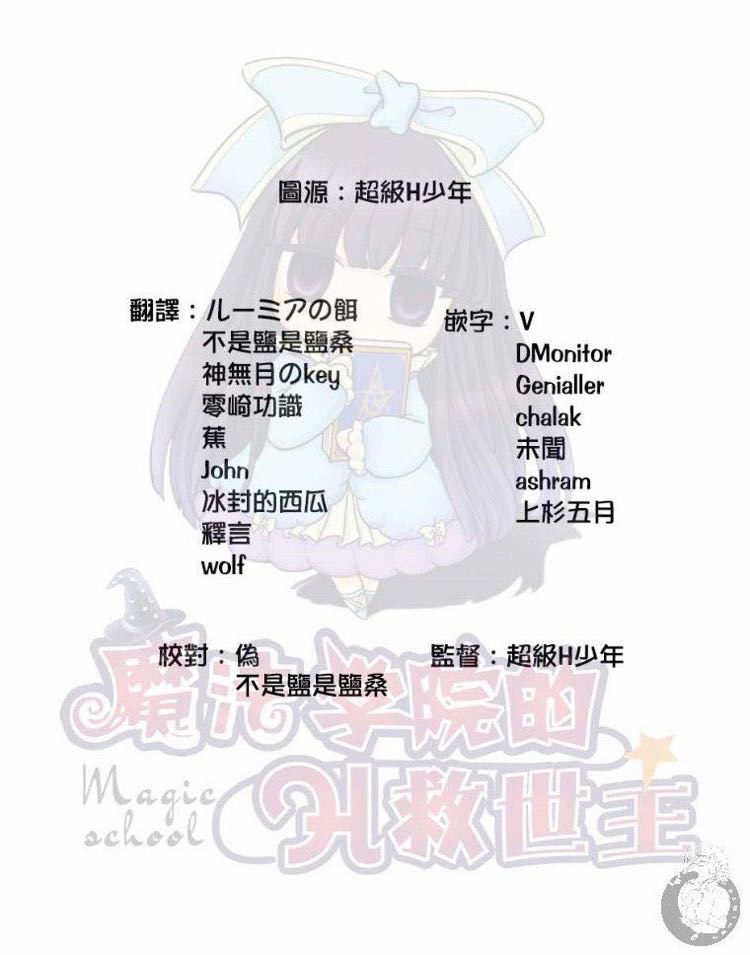 圖源：超級H少年
翻譯：ルーミアの餌
不是鹽是鹽桑
神無月のkey
零崎功識
蕉
John
冰封的西瓜
釋言
wolf
嵌字：V
DMonitor
Genialler
chalak
未聞
ashram
上杉五月
校對：偽
不是鹽是鹽桑
監督：超級H少年
魔法学院的
Magic
school
H救世主